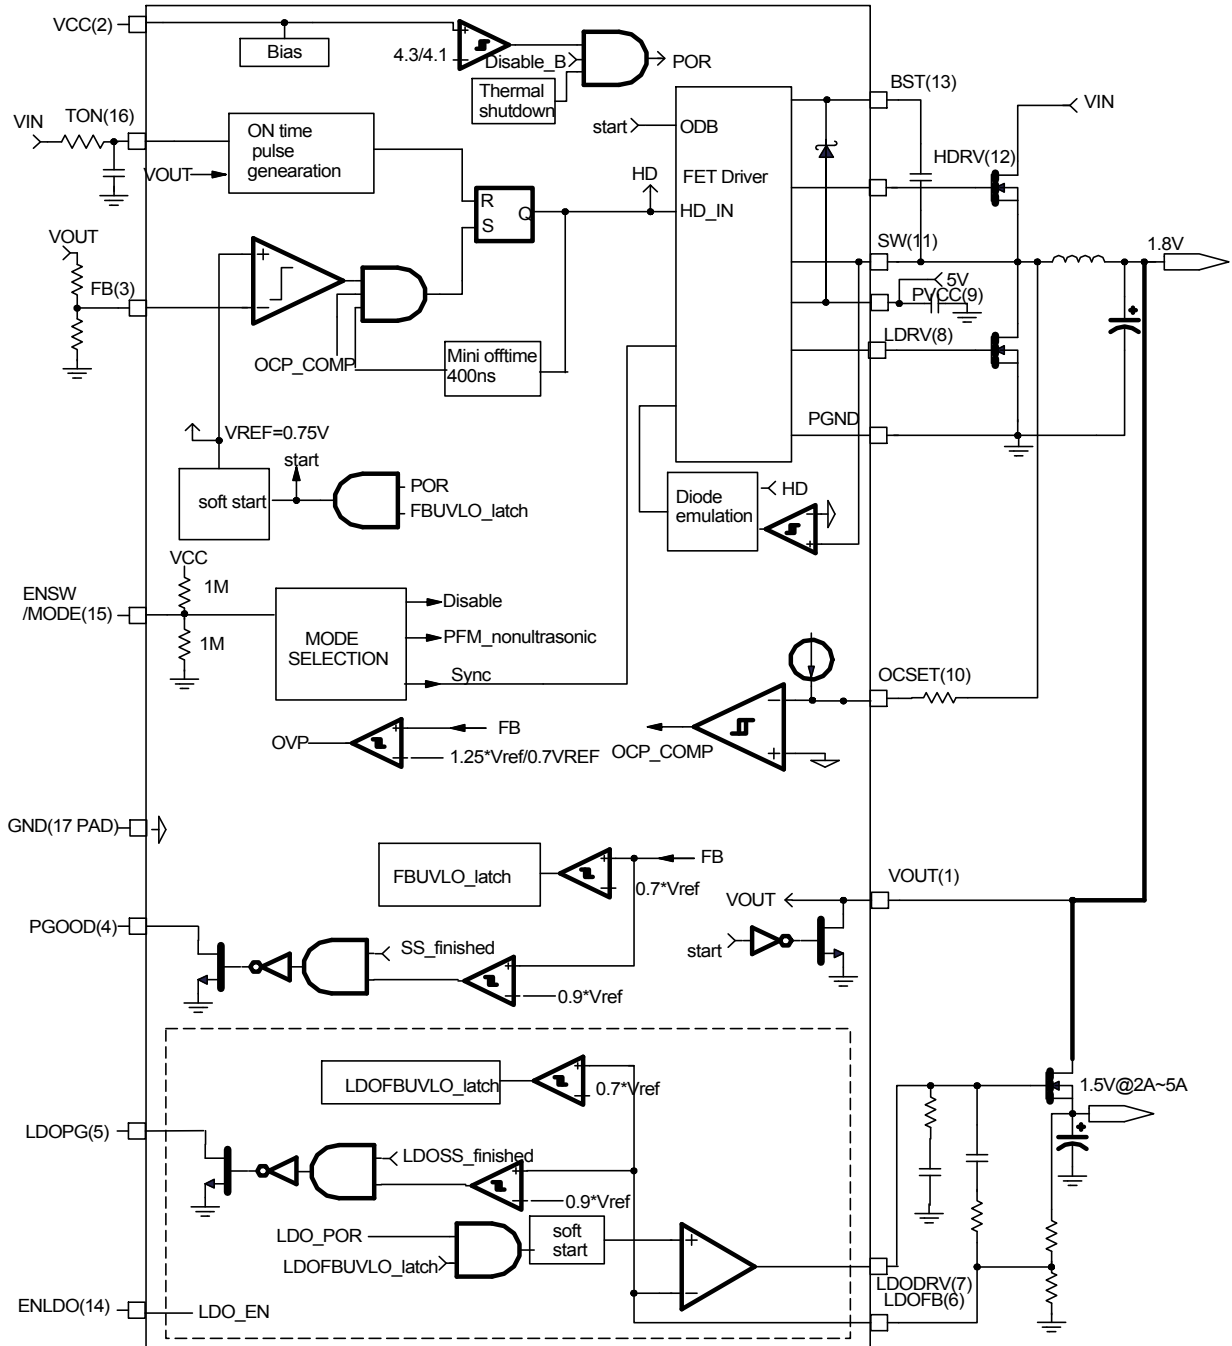 VCC(2)
Bias
4.3/4.1
Disable_B
POR
Thermal
shutdown
BST(13)
VIN
TON(16)
VIN
ON time
pulse
genearation
VOUT
start
ODB
HDRV(12)
HD
FET Driver
R
S
Q
HD_IN
VOUT
SW(11)
1.8V
FB(3)
5V
PVCC(9)
LDRV(8)
OCP_COMP
Mini offtime
400ns
PGND
VREF=0.75V
start
soft start
POR
FBUVLO_latch
Diode
emulation
HD
VCC
1M
ENSW
/MODE(15)
1M
MODE
SELECTION
Disable
PFM_nonultrasonic
Sync
OCSET(10)
OVP
FB
1.25*Vref/0.7VREF
OCP_COMP
GND(17 PAD)
FBUVLO_latch
FB
0.7*Vref
VOUT
VOUT(1)
PGOOD(4)
SS_finished
start
0.9*Vref
LDOFBUVLO_latch
0.7*Vref
1.5V@2A~5A
LDOPG(5)
LDOSS_finished
0.9*Vref
LDO_POR
soft
start
LDOFBUVLO_latch
LDODRV(7)
LDOFB(6)
ENLDO(14)
LDO_EN